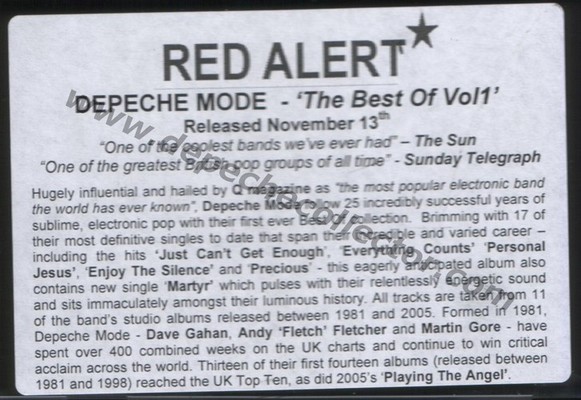 RED ALERT★
DEPECHE MODE - 'The Best Of Vol1'
Released November 13th
"One of the coolest bands we've ever had" – The Sun
"One of the greatest British pop groups of all time" - Sunday Telegraph
Hugely influential and hailed by Q magazine as "the most popular electronic band
the world has ever known", Depeche Mode follow 25 incredibly successful years of
sublime, electronic pop with their first ever Best of collection. Brimming with 17 of
their most definitive singles to date that span their incredible and varied career –
including the hits 'Just Can't Get Enough', 'Everything Counts' 'Personal
Jesus', 'Enjoy The Silence' and 'Precious' - this eagerly anticipated album also
contains new single 'Martyr' which pulses with their relentlessly energetic sound
and sits immaculately amongst their luminous history. All tracks are taken from 11
of the band's studio albums released between 1981 and 2005. Formed in 1981,
Depeche Mode - Dave Gahan, Andy 'Fletch' Fletcher and Martin Gore - have
spent over 400 combined weeks on the UK charts and continue to win critical
acclaim across the world. Thirteen of their first fourteen albums (released between
1981 and 1998) reached the UK Top Ten, as did 2005's 'Playing The Angel'.
www.depechecollector.com